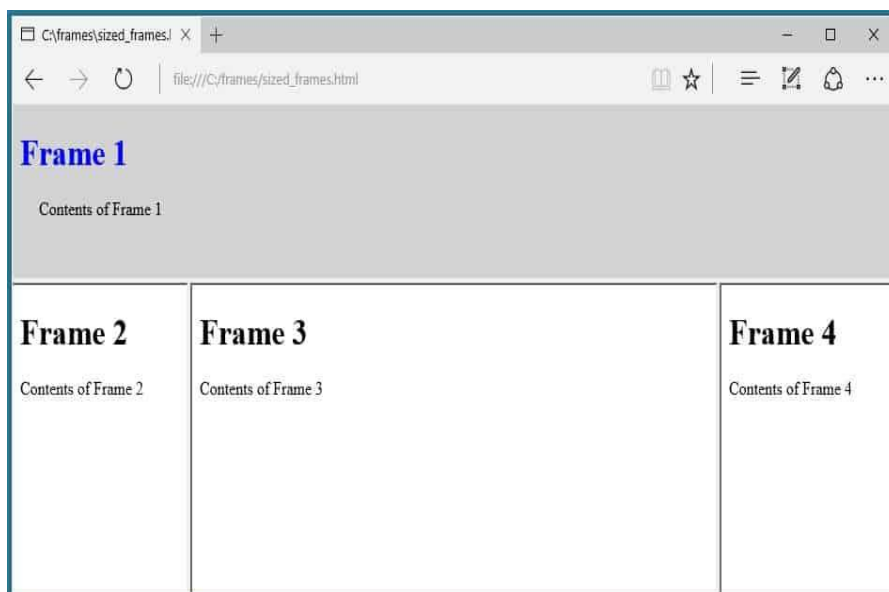 C:\frames\sized_frames.l
file:///C:/frames/sized_frames.html
Frame 1
Contents of Frame 1
Frame 2
Contents of Frame 2
Frame 3
Contents of Frame 3
Frame 4
Contents of Frame 4